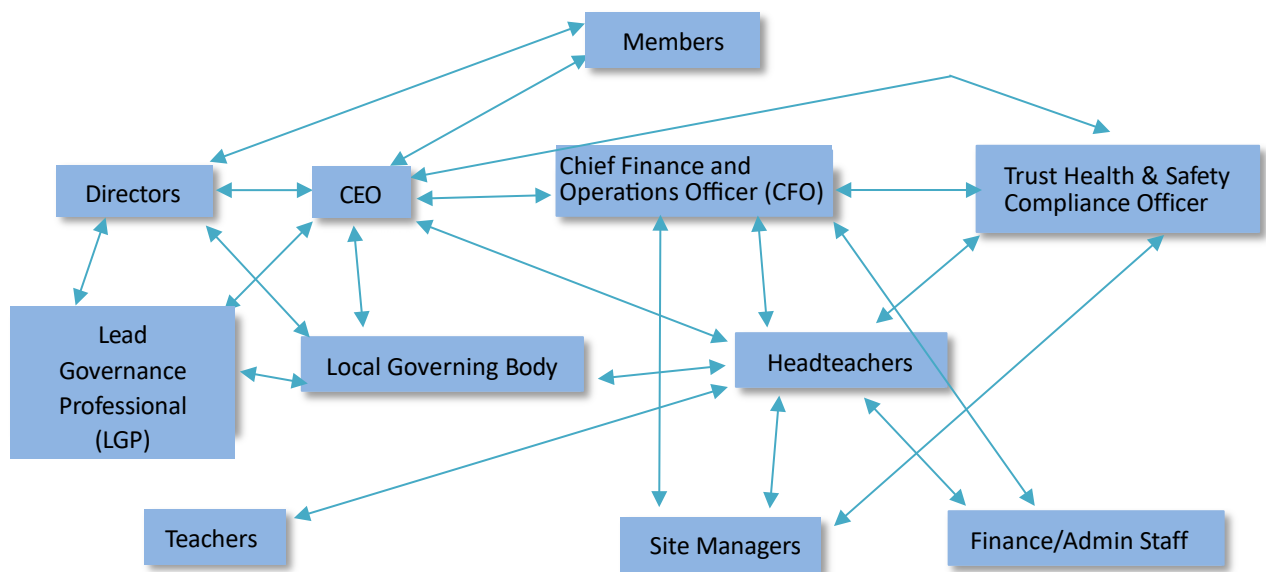 Members
Directors
CEO
Chief Finance and
Operations Officer (CFO)
Trust Health & Safety
Compliance Officer
Lead
Governance
Professional
(LGP)
Local Governing Body
Headteachers
Teachers
Site Managers
Finance/Admin Staff